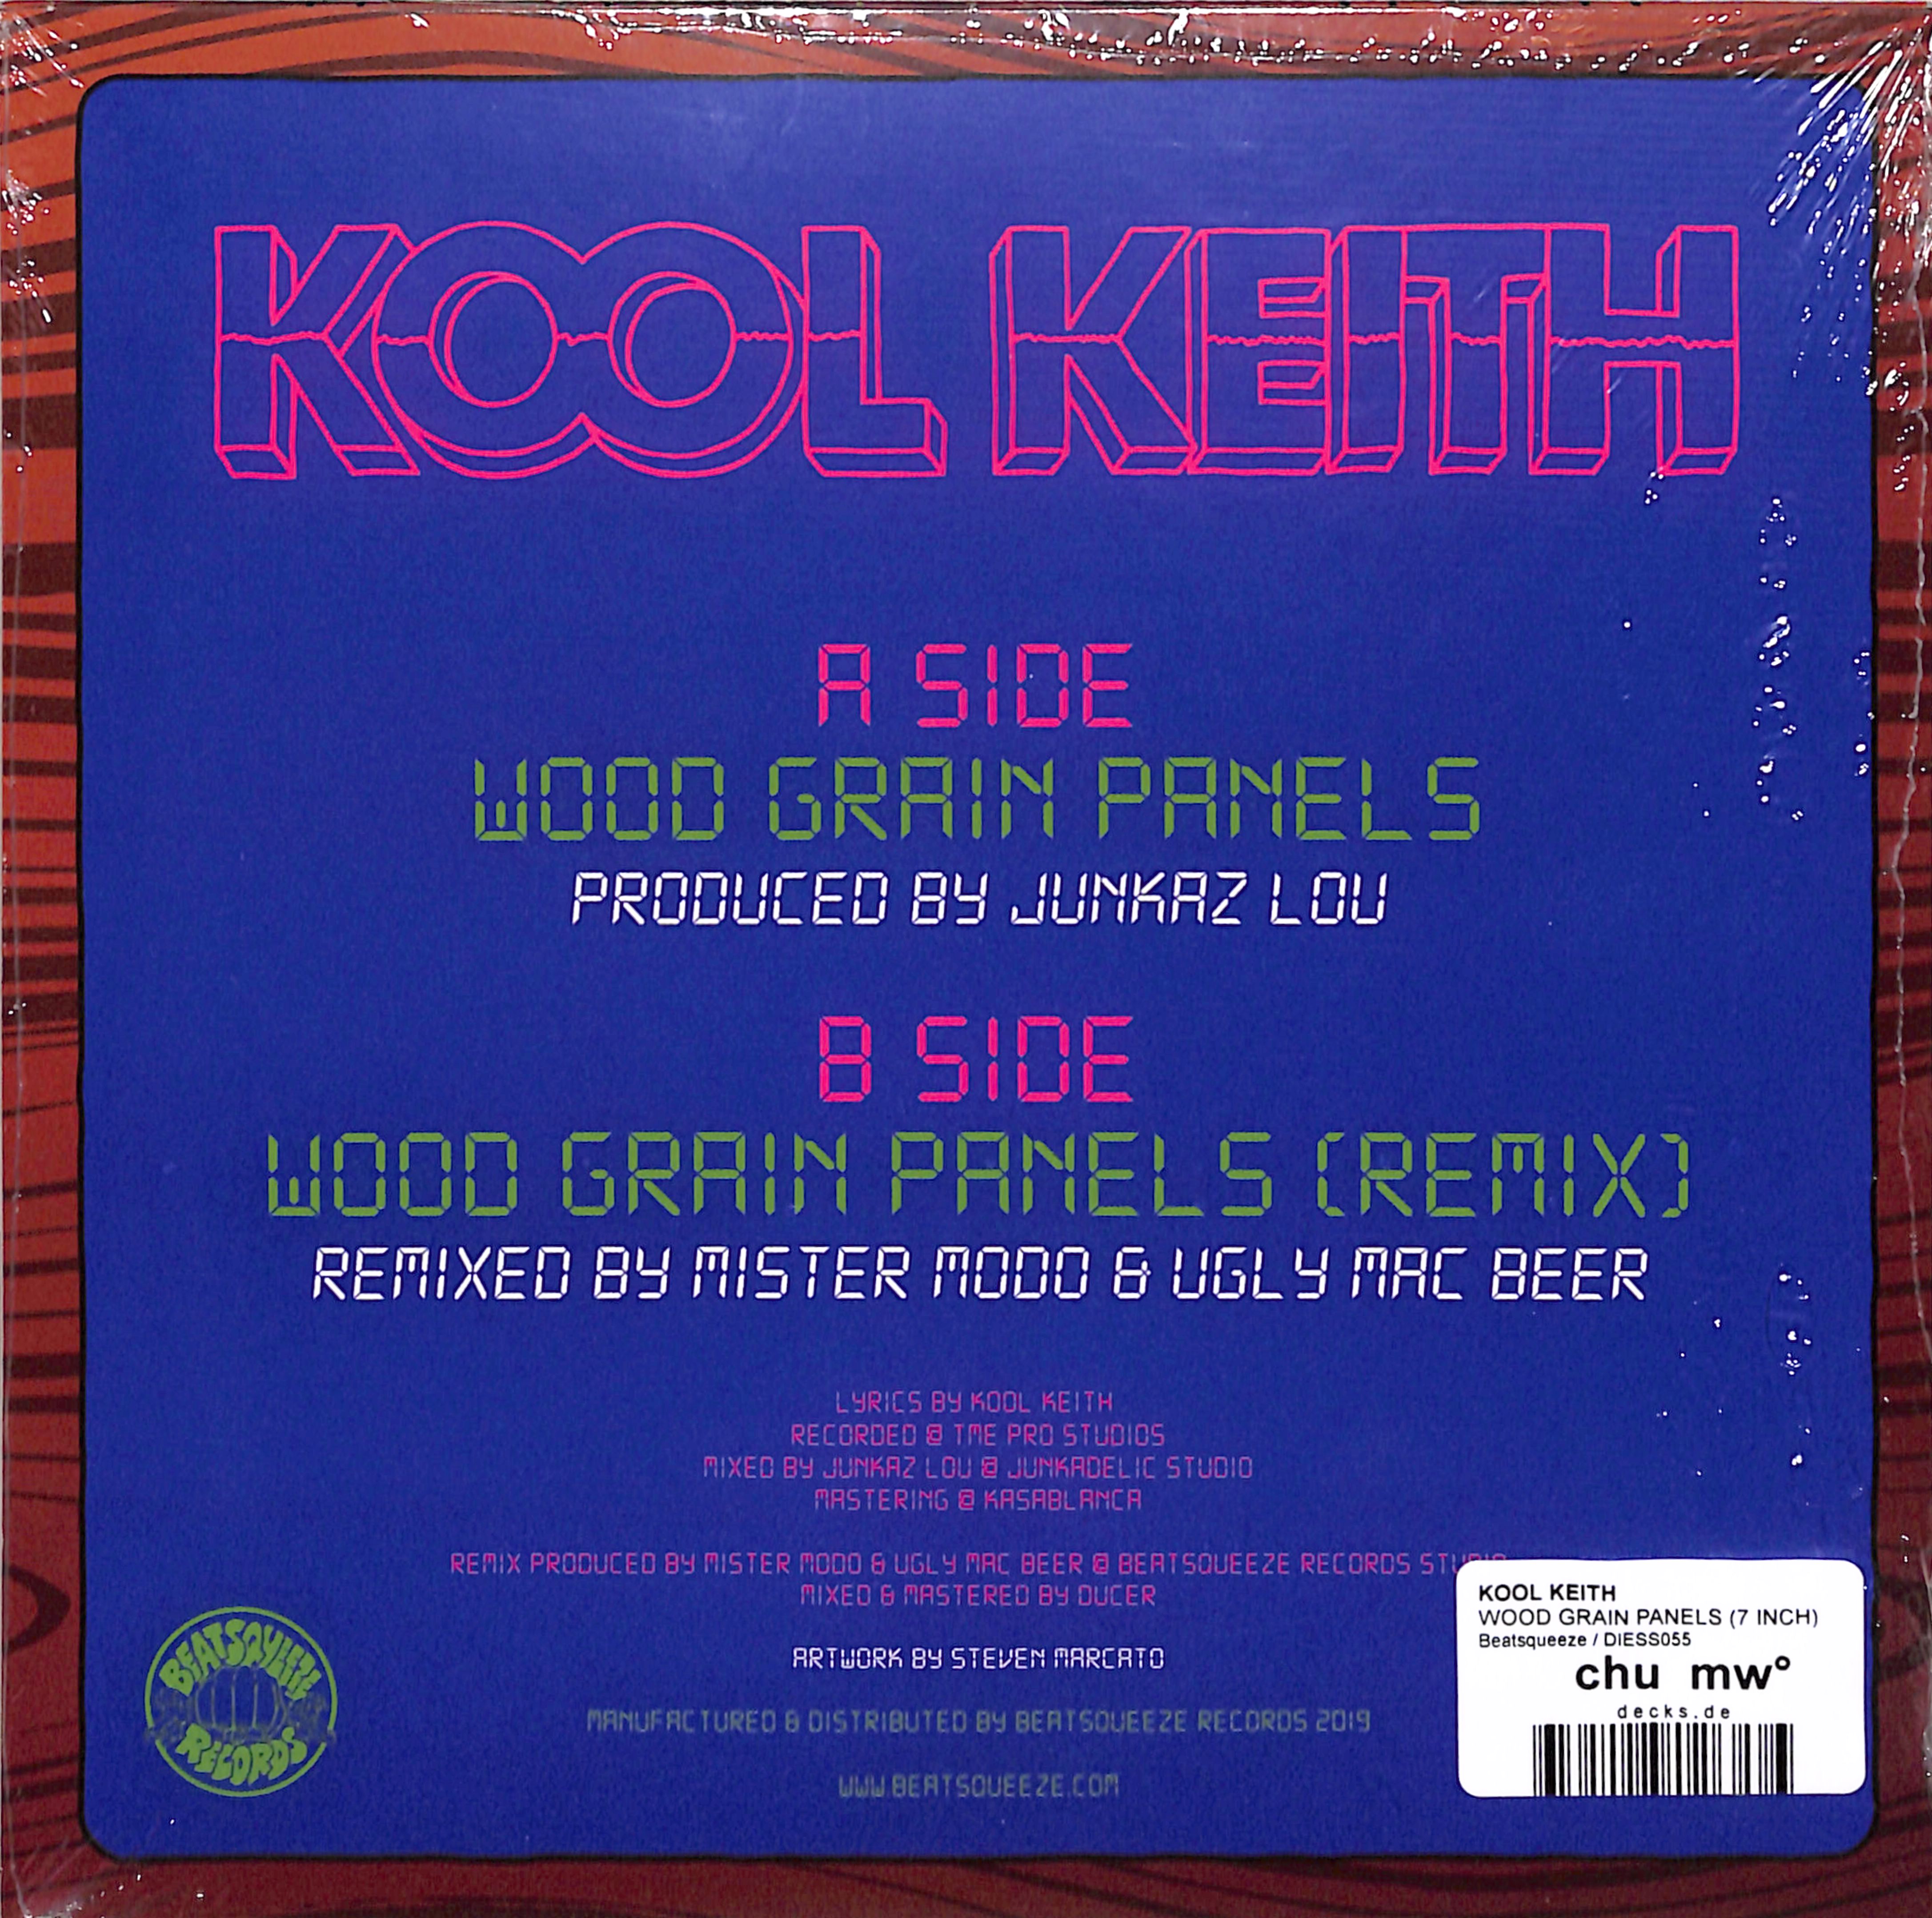 KOOL KEITH
A SIDE
WOOD GRAIN PANELS
PRODUCED BY JUNKAZ LOU
B SIDE
WOOD GRAIN PANELS (REMIX)
REMIXED BY MISTER MODO & UGLY MAC BEER
LYRICS BY KOOL KEITH
RECORDED @ TME PRO STUDIOS
MIXED BY JUNKAZ LOU @ JUNKADELIC STUDIO
MASTERING @ KASABLANCA
REMIX PRODUCED BY MISTER MODO & UGLY MAC BEER @ BEATSQUEEZE RECORDS STUDIO
MIXED & MASTERED BY DUCER
ARTWORK BY STEVEN MARCATO
MANUFACTURED & DISTRIBUTED BY BEATSQUEEZE RECORDS 2019
WWW.BEATSQUEEZE.COM
BEATSQUEEZE
RECORDS
KOOL KEITH
WOOD GRAIN PANELS (7 INCH)
Beatsqueeze / DIESS055
chu mw°
decks.de